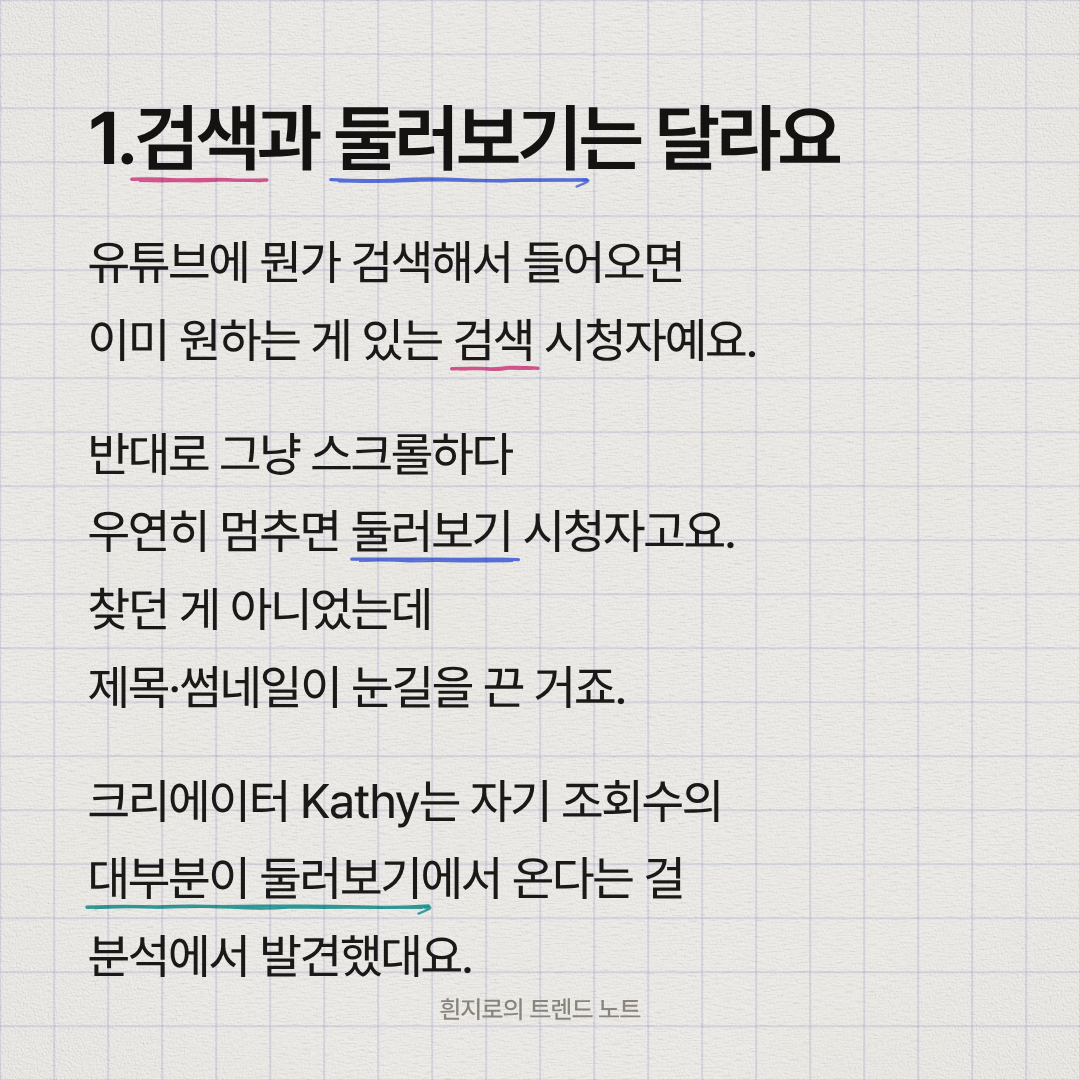 1.검색과 둘러보기는 달라요
유튜브에 뭔가 검색해서 들어오면
이미 원하는 게 있는 검색 시청자예요.
반대로 그냥 스크롤하다
우연히 멈추면 둘러보기 시청자고요.
찾던 게 아니었는데
제목·썸네일이 눈길을 끈 거죠.
크리에이터 Kathy는 자기 조회수의
대부분이 둘러보기에서 온다는 걸
분석에서 발견했대요.
흰지로의 트렌드 노트